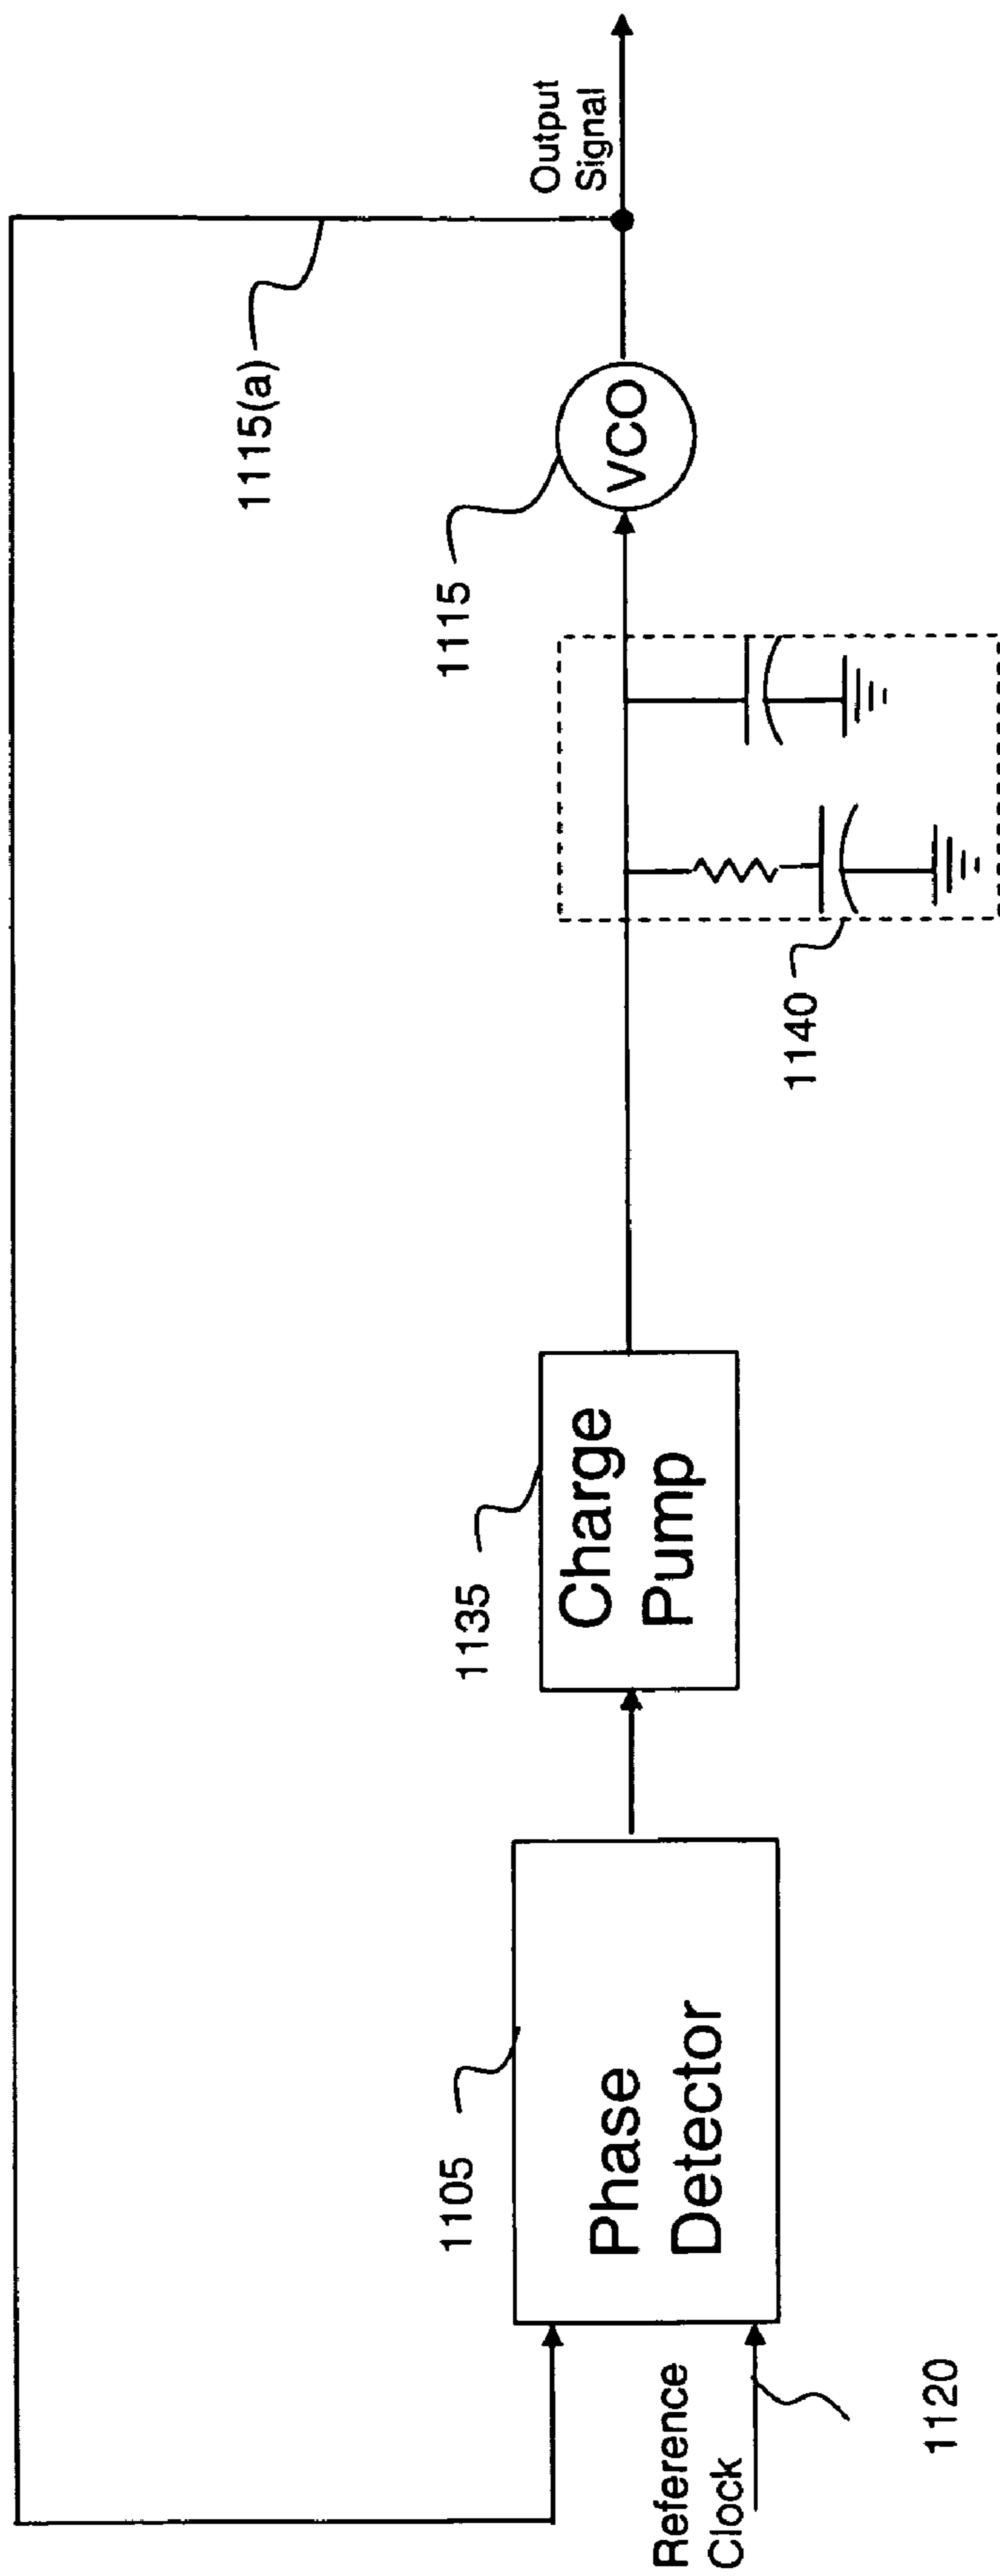 1115(a)
Output
Signal
1115
VCO
1140
1135
Charge
Pump
1105
Phase
Detector
Reference
Clock
1120